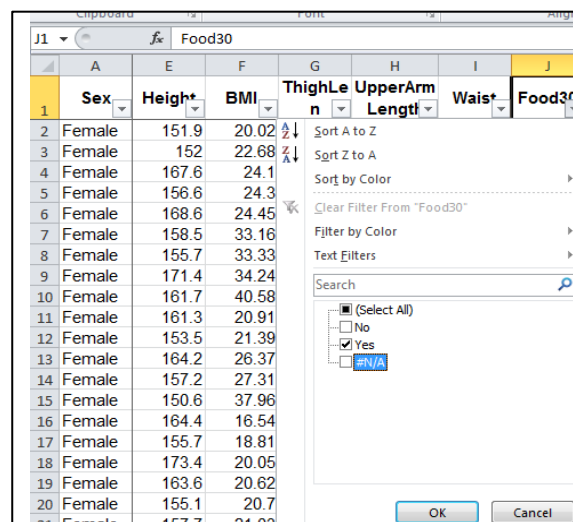 Clipboard Font Align
J1 fx Food30
A E F G H I J
1 Sex Height BMI ThighLe n UpperArm Length Waist Food30
2 Female 151.9 20.02 Sort A to Z
3 Female 152 22.68 Sort Z to A
4 Female 167.6 24.1 Sort by Color
5 Female 156.6 24.3 Clear Filter From "Food30"
6 Female 168.6 24.45
7 Female 158.5 33.16 Filter by Color
8 Female 155.7 33.33 Text Filters
9 Female 171.4 34.24 Search
10 Female 161.7 40.58 (Select All)
11 Female 161.3 20.91 No
12 Female 153.5 21.39 Yes
13 Female 164.2 26.37 #N/A
14 Female 157.2 27.31
15 Female 150.6 37.96
16 Female 164.4 16.54
17 Female 155.7 18.81
18 Female 173.4 20.05
19 Female 163.6 20.62
20 Female 155.1 20.7 OK Cancel